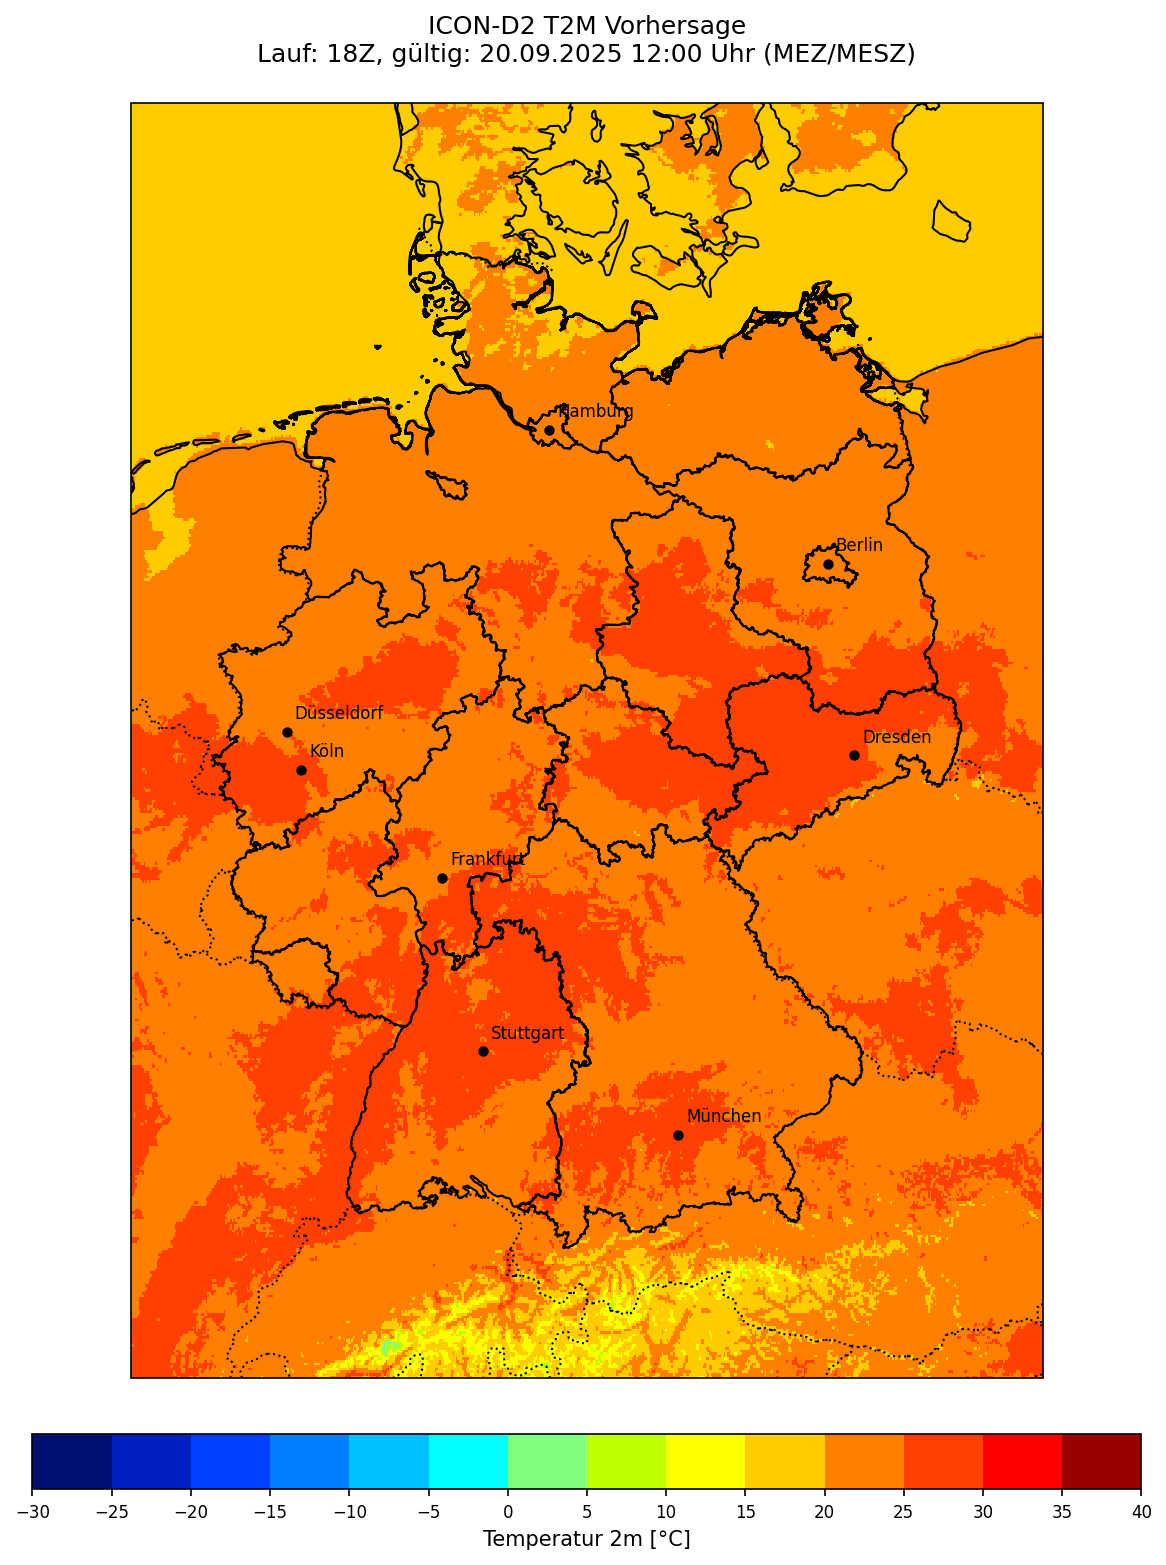 ICON-D2 T2M Vorhersage
Lauf: 18Z, gültig: 20.09.2025 12:00 Uhr (MEZ/MESZ)
Hamburg
Berlin
Düsseldorf
Dresden
Köln
Frankfurt
Stuttgart
München
−30 −25 −20 −15 −10 −5 0 5 10 15 20 25 30 35 40
Temperatur 2m [°C]